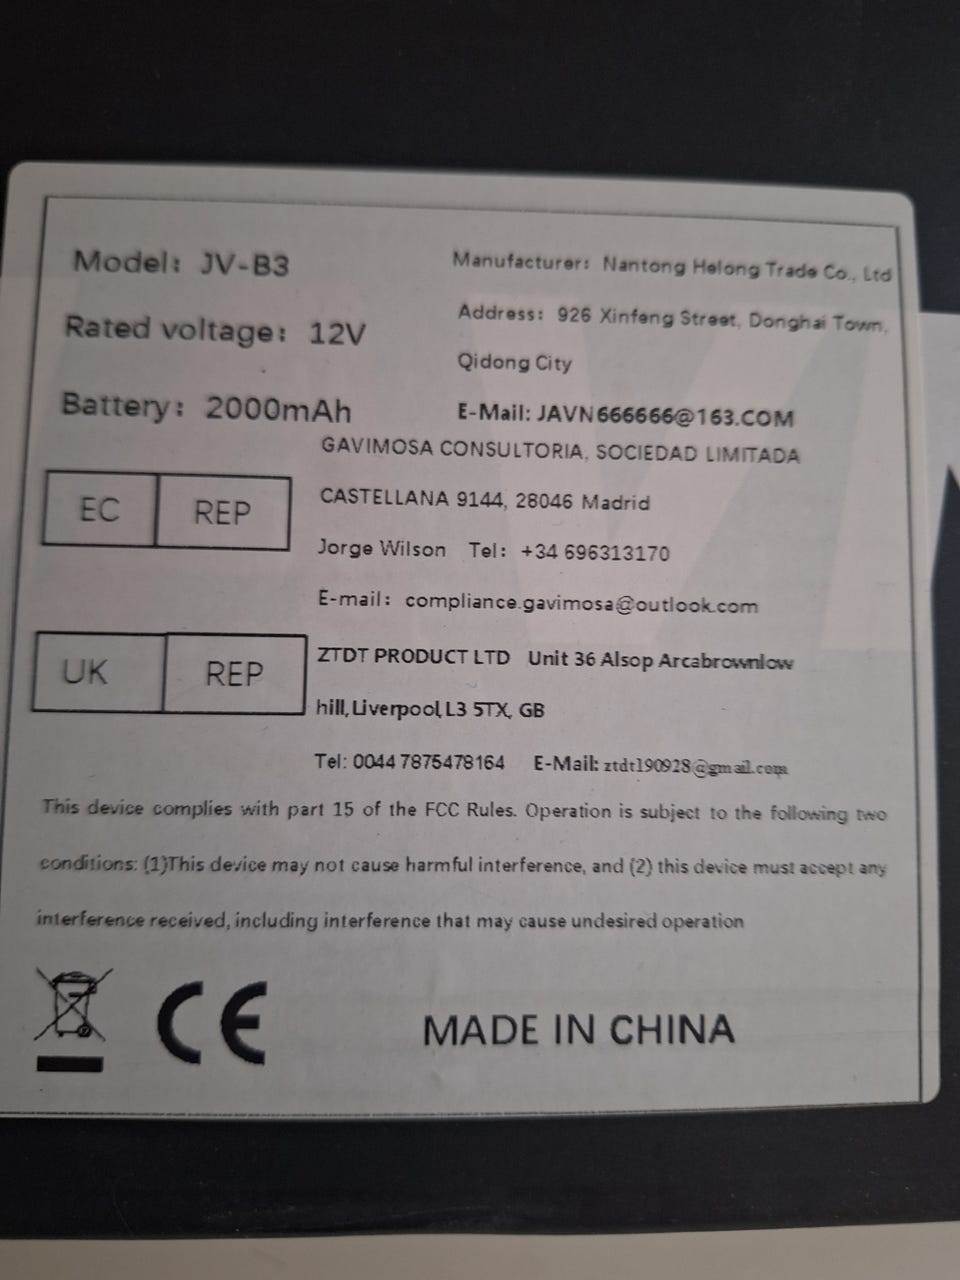 Model: JV-B3
Rated voltage: 12V
Battery: 2000mAh
Manufacturer: Nantong Helong Trade Co., Ltd
Address: 926 Xinfeng Street, Donghai Town,
Qidong City
E-Mail: JAVN666666@163.COM
EC REP
GAVIMOSA CONSULTORIA, SOCIEDAD LIMITADA
CASTELLANA 9144, 28046 Madrid
Jorge Wilson Tel: +34 696313170
E-mail: compliance.gavimosa@outlook.com
UK REP
ZTDT PRODUCT LTD Unit 36 Alsop Arcabrownlow
hill, Liverpool, L3 5TX, GB
Tel: 0044 7875478164 E-Mail: ztdt190928@gmail.com
This device complies with part 15 of the FCC Rules. Operation is subject to the following two
conditions: (1)This device may not cause harmful interference, and (2) this device must accept any
interference received, including interference that may cause undesired operation
CE
MADE IN CHINA